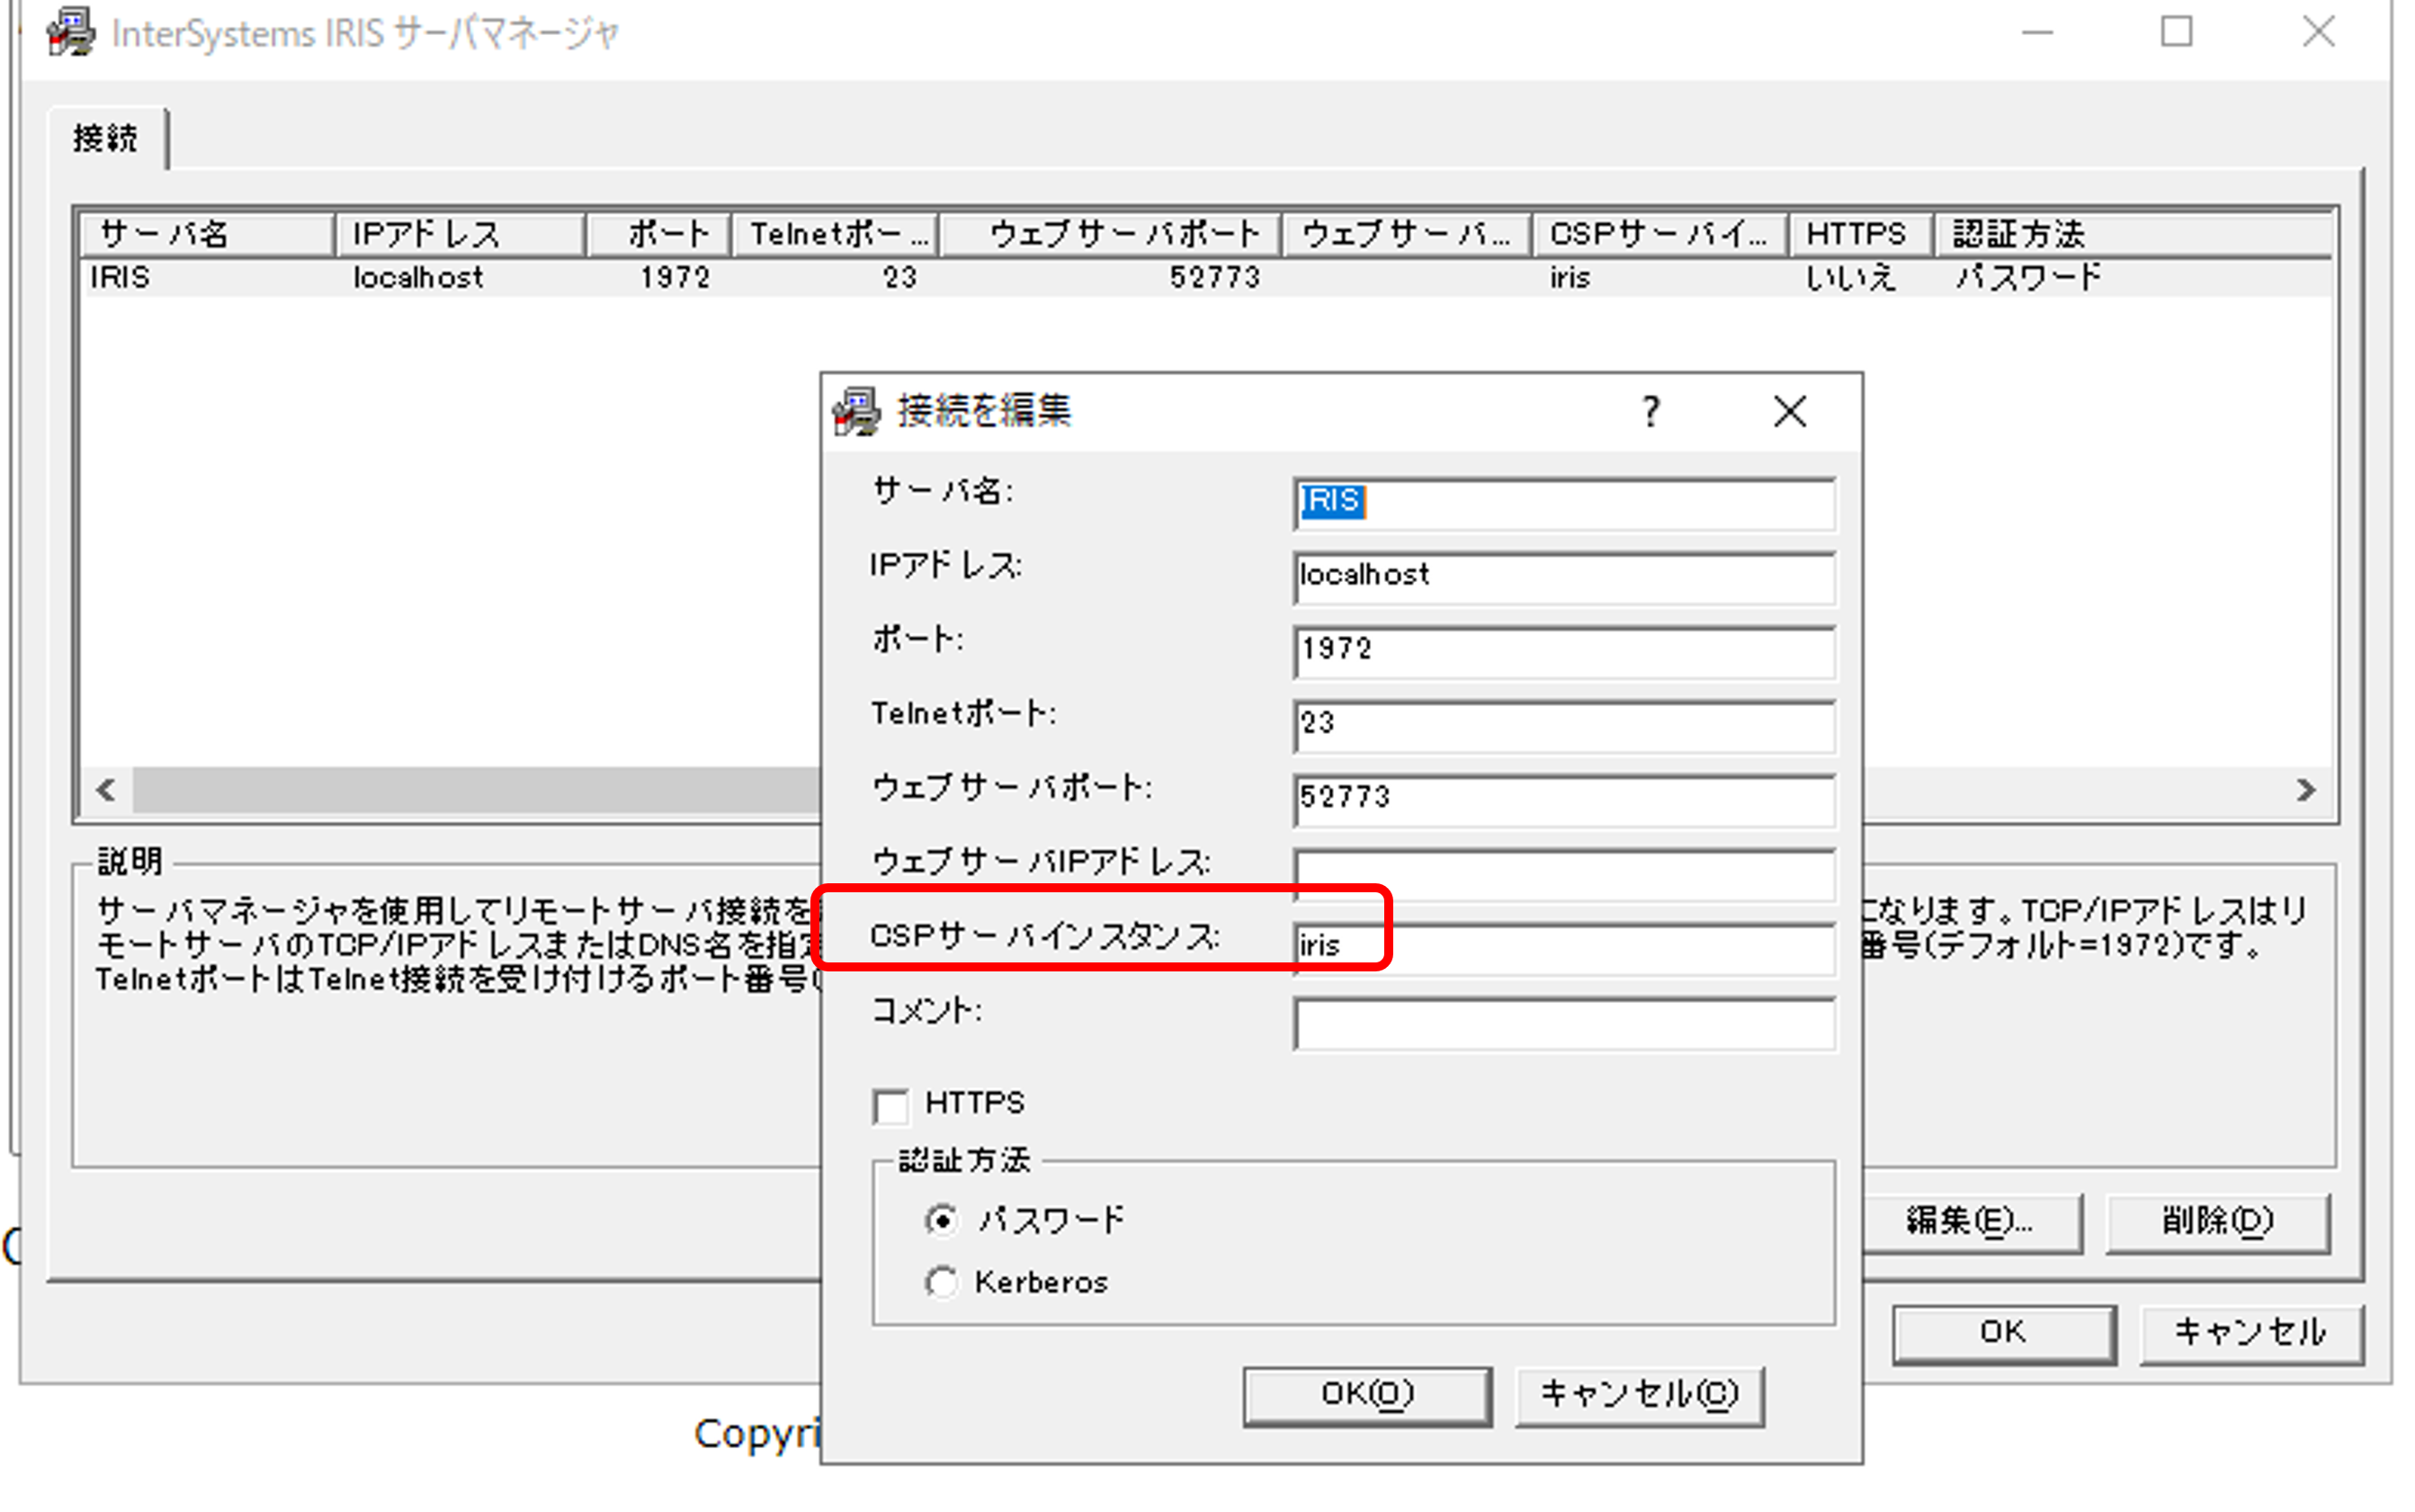 InterSystems IRIS サーバマネージャ
接続
サーバ名 IPアドレス ポート Telnetポー... ウェブサーバポート ウェブサーバ... CSPサーバイ... HTTPS 認証方法
IRIS localhost 1972 23 52773 iris いいえ パスワード
接続を編集
サーバ名: IRIS
IPアドレス: localhost
ポート: 1972
Telnetポート: 23
ウェブサーバポート: 52773
ウェブサーバIPアドレス:
CSPサーバインスタンス: iris
コメント:
HTTPS
認証方法
パスワード
Kerberos
OK(O) キャンセル(C)
説明
サーバマネージャを使用してリモートサーバ接続を
になります。TCP/IPアドレスはリ
モートサーバのTCP/IPアドレスまたはDNS名を指定
番号(デフォルト=1972)です。
TelnetポートはTelnet接続を受け付けるポート番号(
編集(E)... 削除(D)
OK キャンセル
Copyri